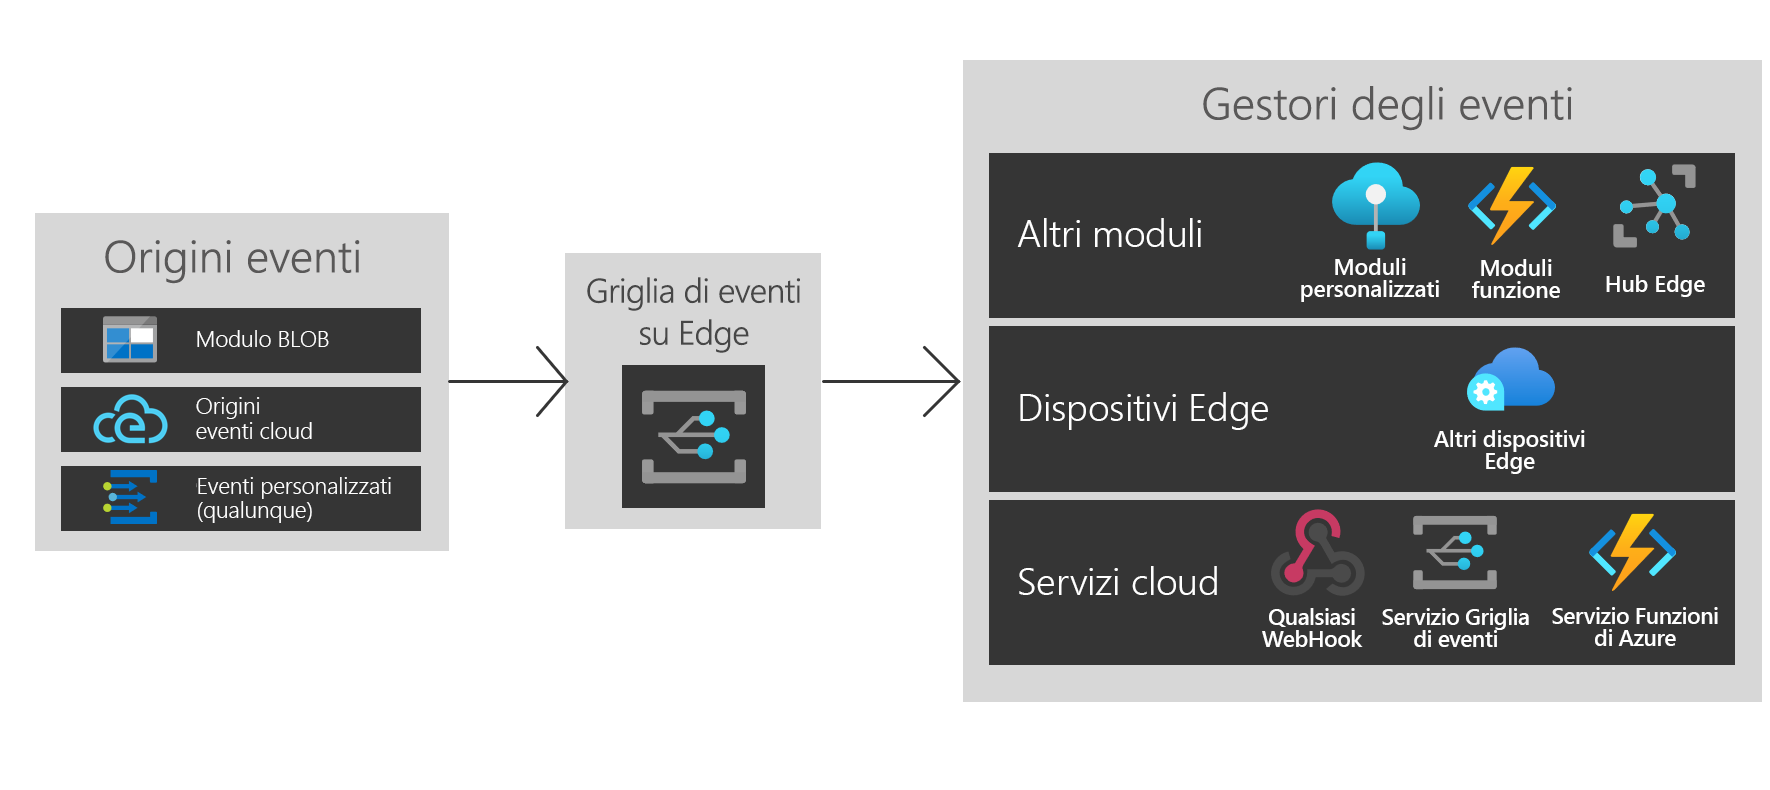 Origini eventi
Modulo BLOB
Origini
eventi cloud
Eventi personalizzati
(qualunque)
Griglia di eventi
su Edge
Gestori degli eventi
Altri moduli
Moduli
personalizzati
Moduli
funzione
Hub Edge
Dispositivi Edge
Altri dispositivi
Edge
Servizi cloud
Qualsiasi
WebHook
Servizio Griglia
di eventi
Servizio Funzioni
di Azure